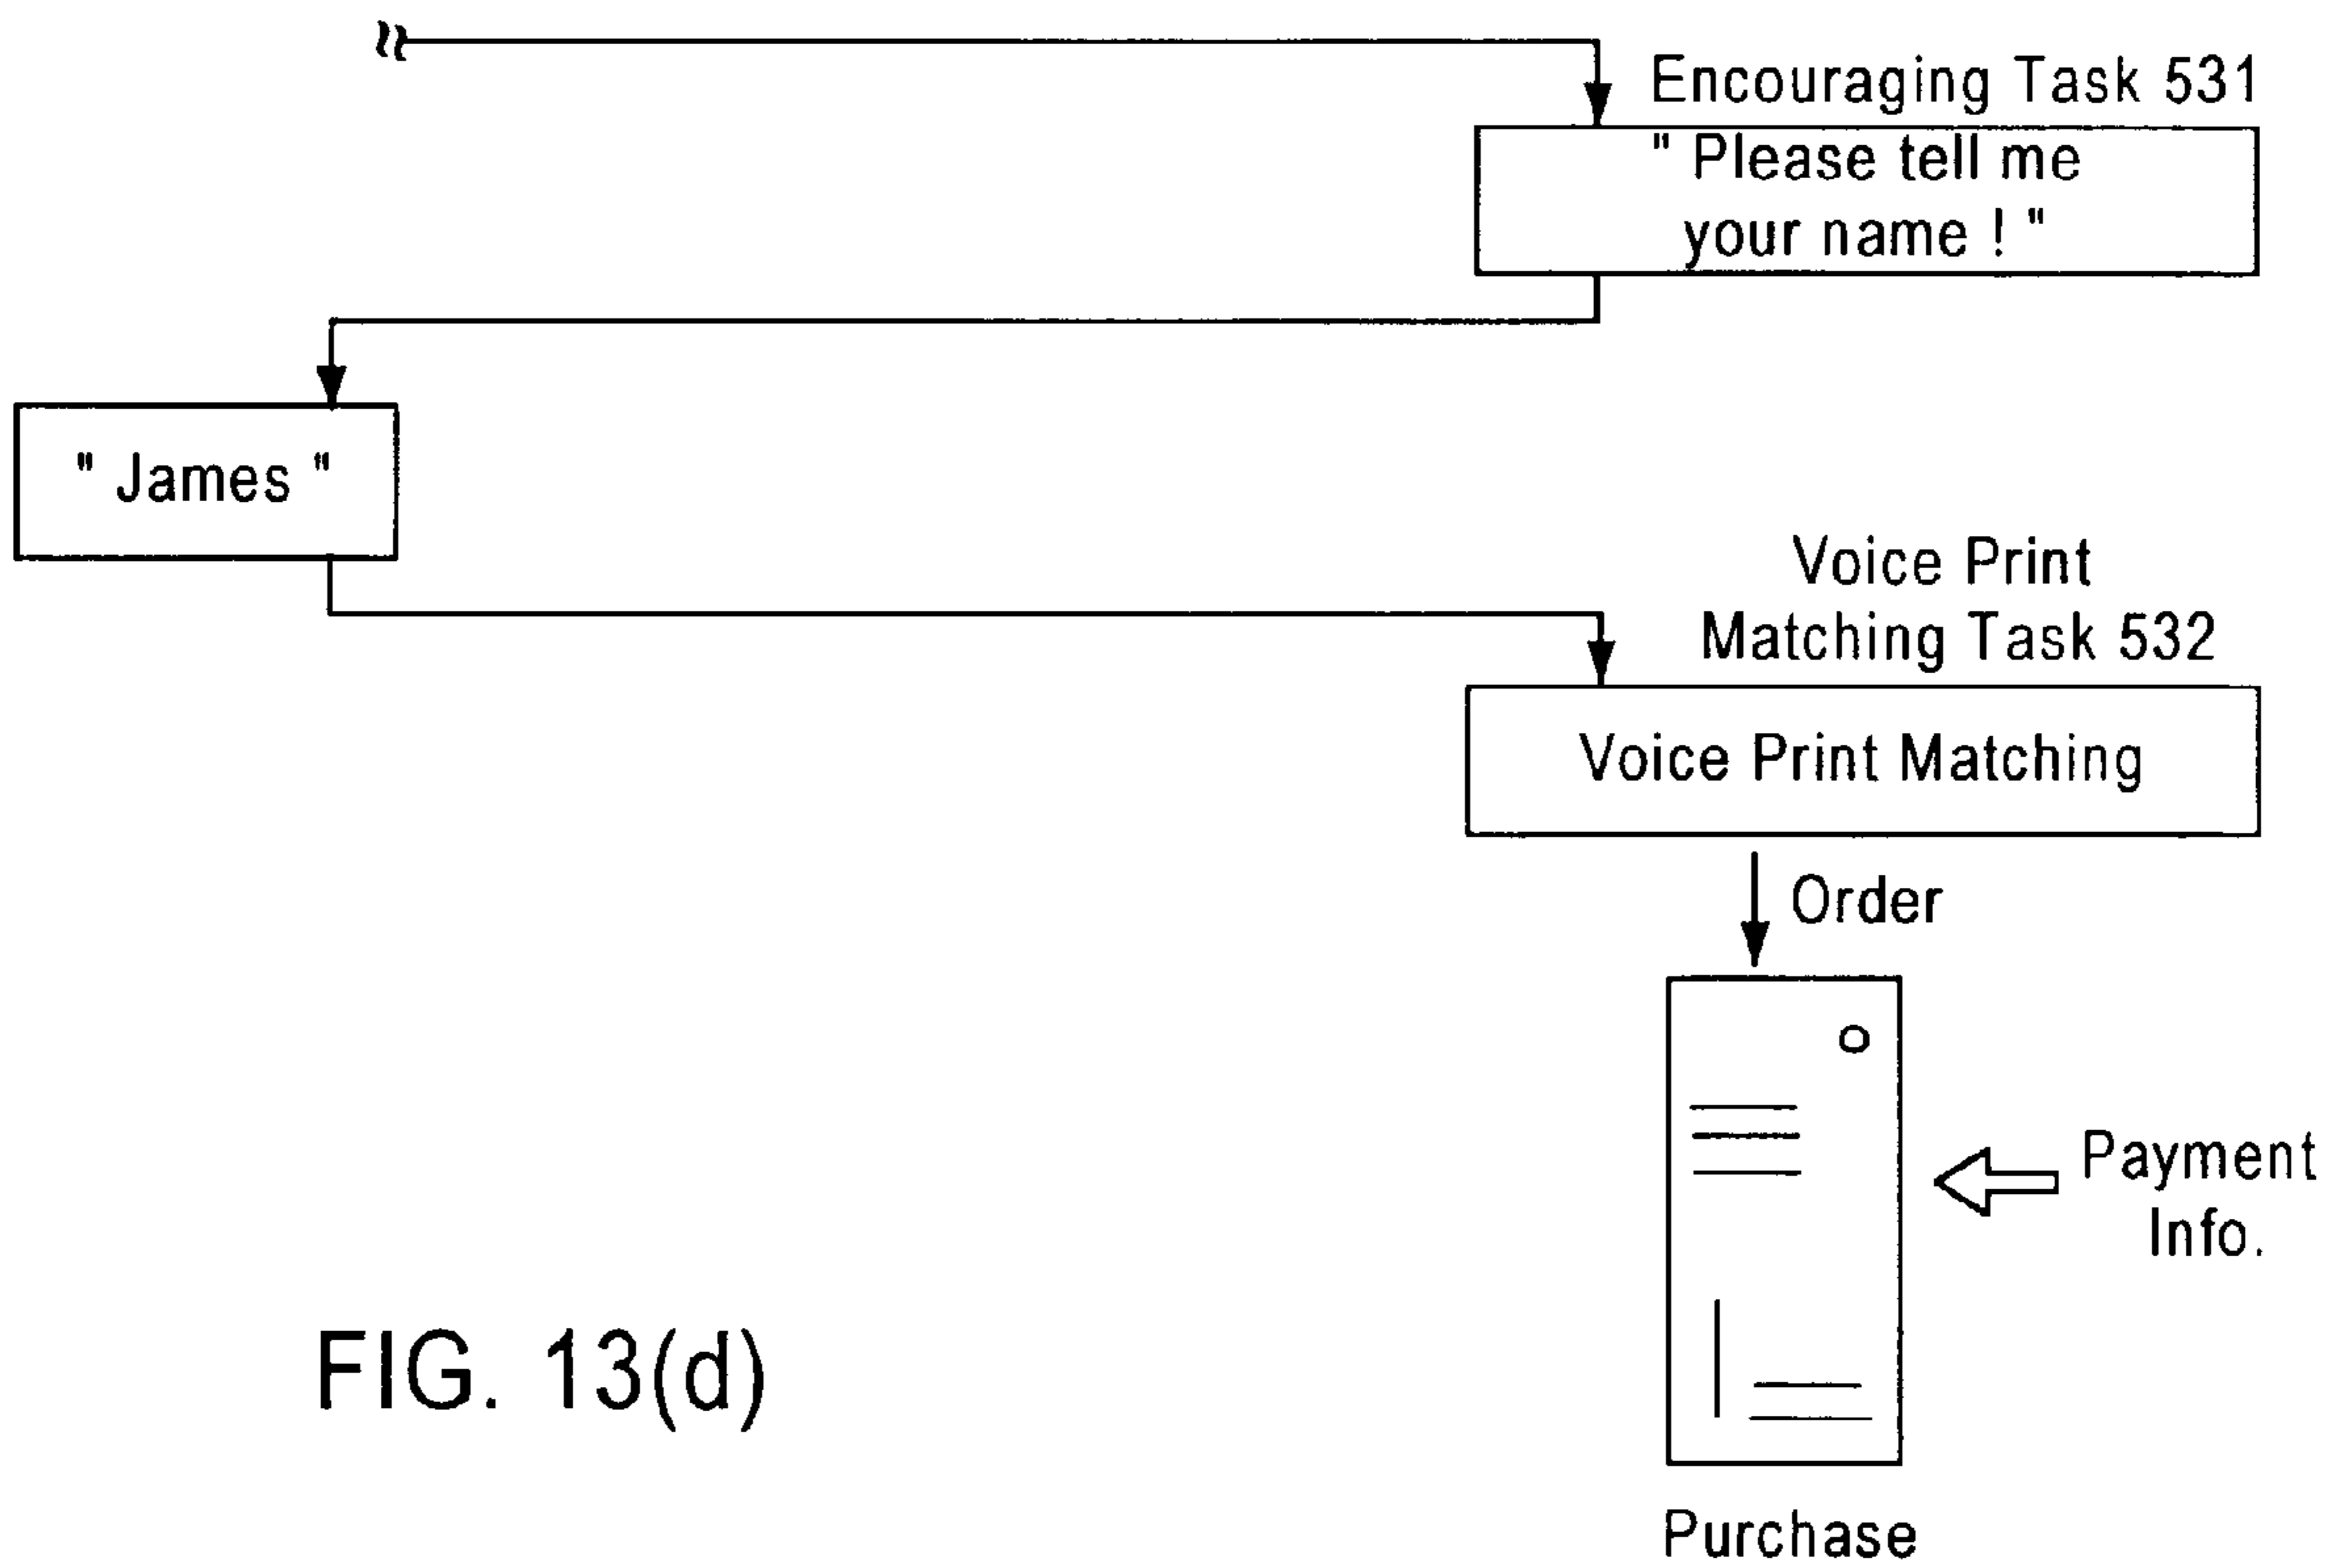 Encouraging Task 531
" Please tell me
your name ! "
" James "
Voice Print
Matching Task 532
Voice Print Matching
Order
Payment
Info.
FIG. 13(d)
Purchase